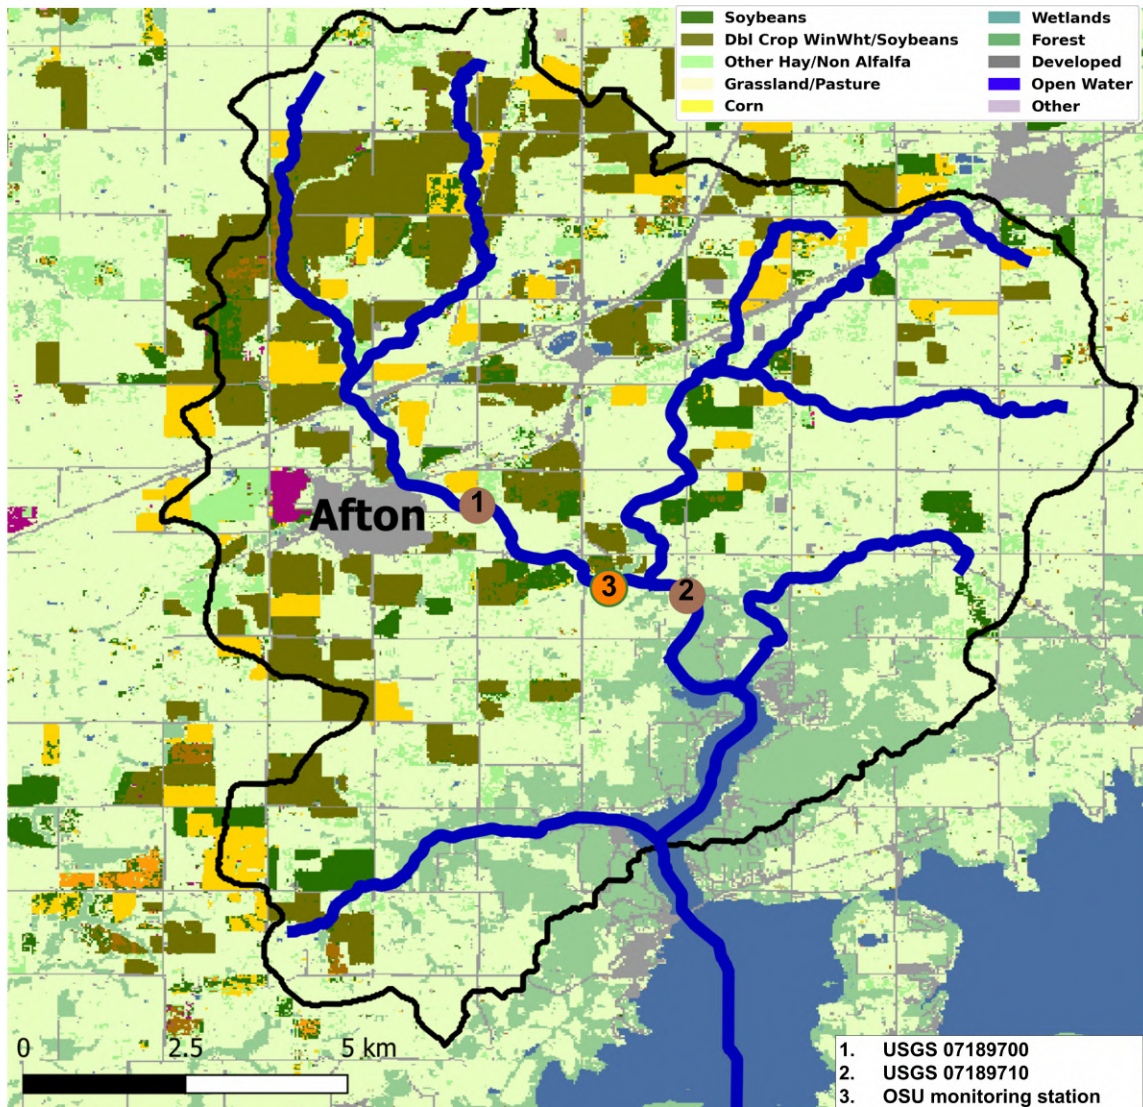 Soybeans
Dbl Crop WinWht/Soybeans
Other Hay/Non Alfalfa
Grassland/Pasture
Corn
Wetlands
Forest
Developed
Open Water
Other
Afton
1
3
2
0 2.5 5 km
1. USGS 07189700
2. USGS 07189710
3. OSU monitoring station